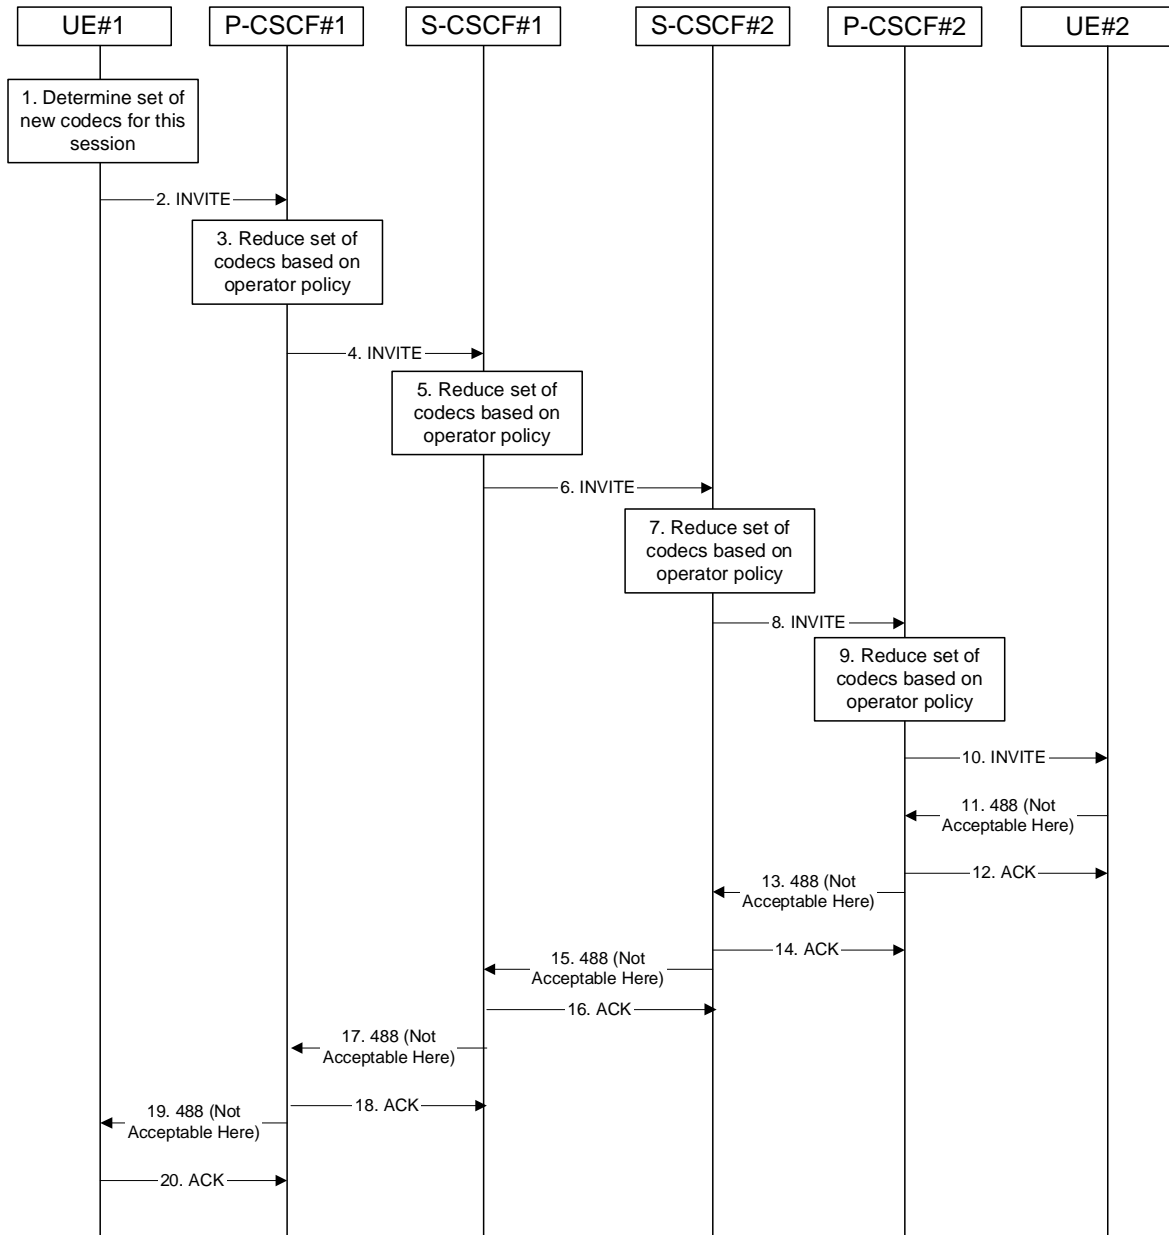 UE#1
P-CSCF#1
S-CSCF#1
S-CSCF#2
P-CSCF#2
UE#2
1. Determine set of
new codecs for this
session
2. INVITE
3. Reduce set of
codecs based on
operator policy
4. INVITE
5. Reduce set of
codecs based on
operator policy
6. INVITE
7. Reduce set of
codecs based on
operator policy
8. INVITE
9. Reduce set of
codecs based on
operator policy
10. INVITE
11. 488 (Not
Acceptable Here)
12. ACK
13. 488 (Not
Acceptable Here)
14. ACK
15. 488 (Not
Acceptable Here)
16. ACK
17. 488 (Not
Acceptable Here)
18. ACK
19. 488 (Not
Acceptable Here)
20. ACK